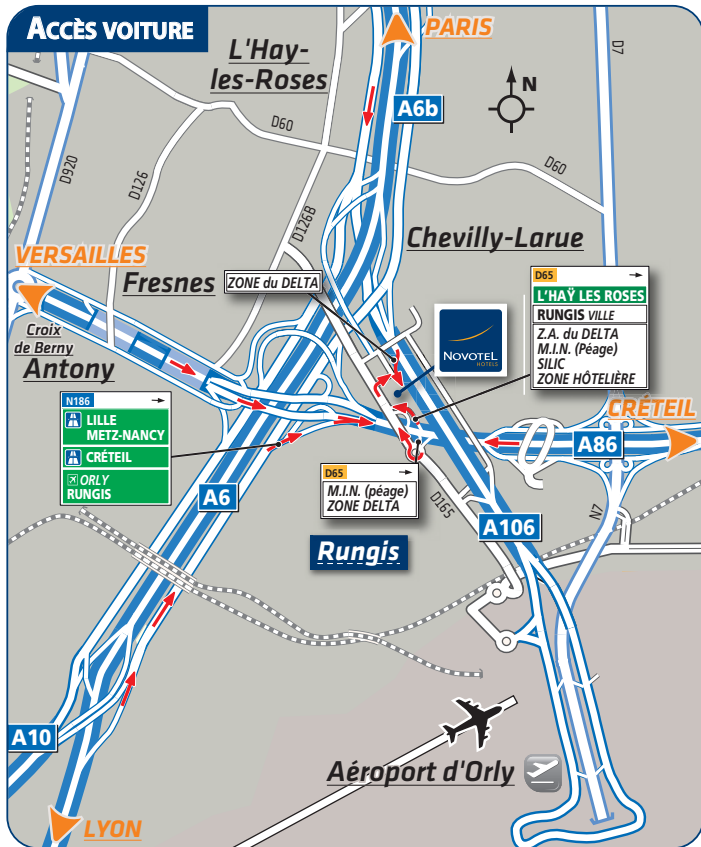 ACCÈS VOITURE
PARIS
L'Hay-
les-Roses
D7
N
A6b
D60
D60
D920
D126
D126B
Chevilly-Larue
VERSAILLES
Fresnes
ZONE du DELTA
D65
L'HAŸ LES ROSES
RUNGIS VILLE
Z.A. du DELTA
M.I.N. (Péage)
SILIC
ZONE HÔTELIÈRE
NOVOTEL
HOTELS
Croix
de Berny
Antony
N186
LILLE
METZ-NANCY
CRÉTEIL
ORLY
RUNGIS
CRÉTEIL
A86
D65
M.I.N. (péage)
ZONE DELTA
A6
D165
N7
A106
Rungis
A10
Aéroport d'Orly
LYON